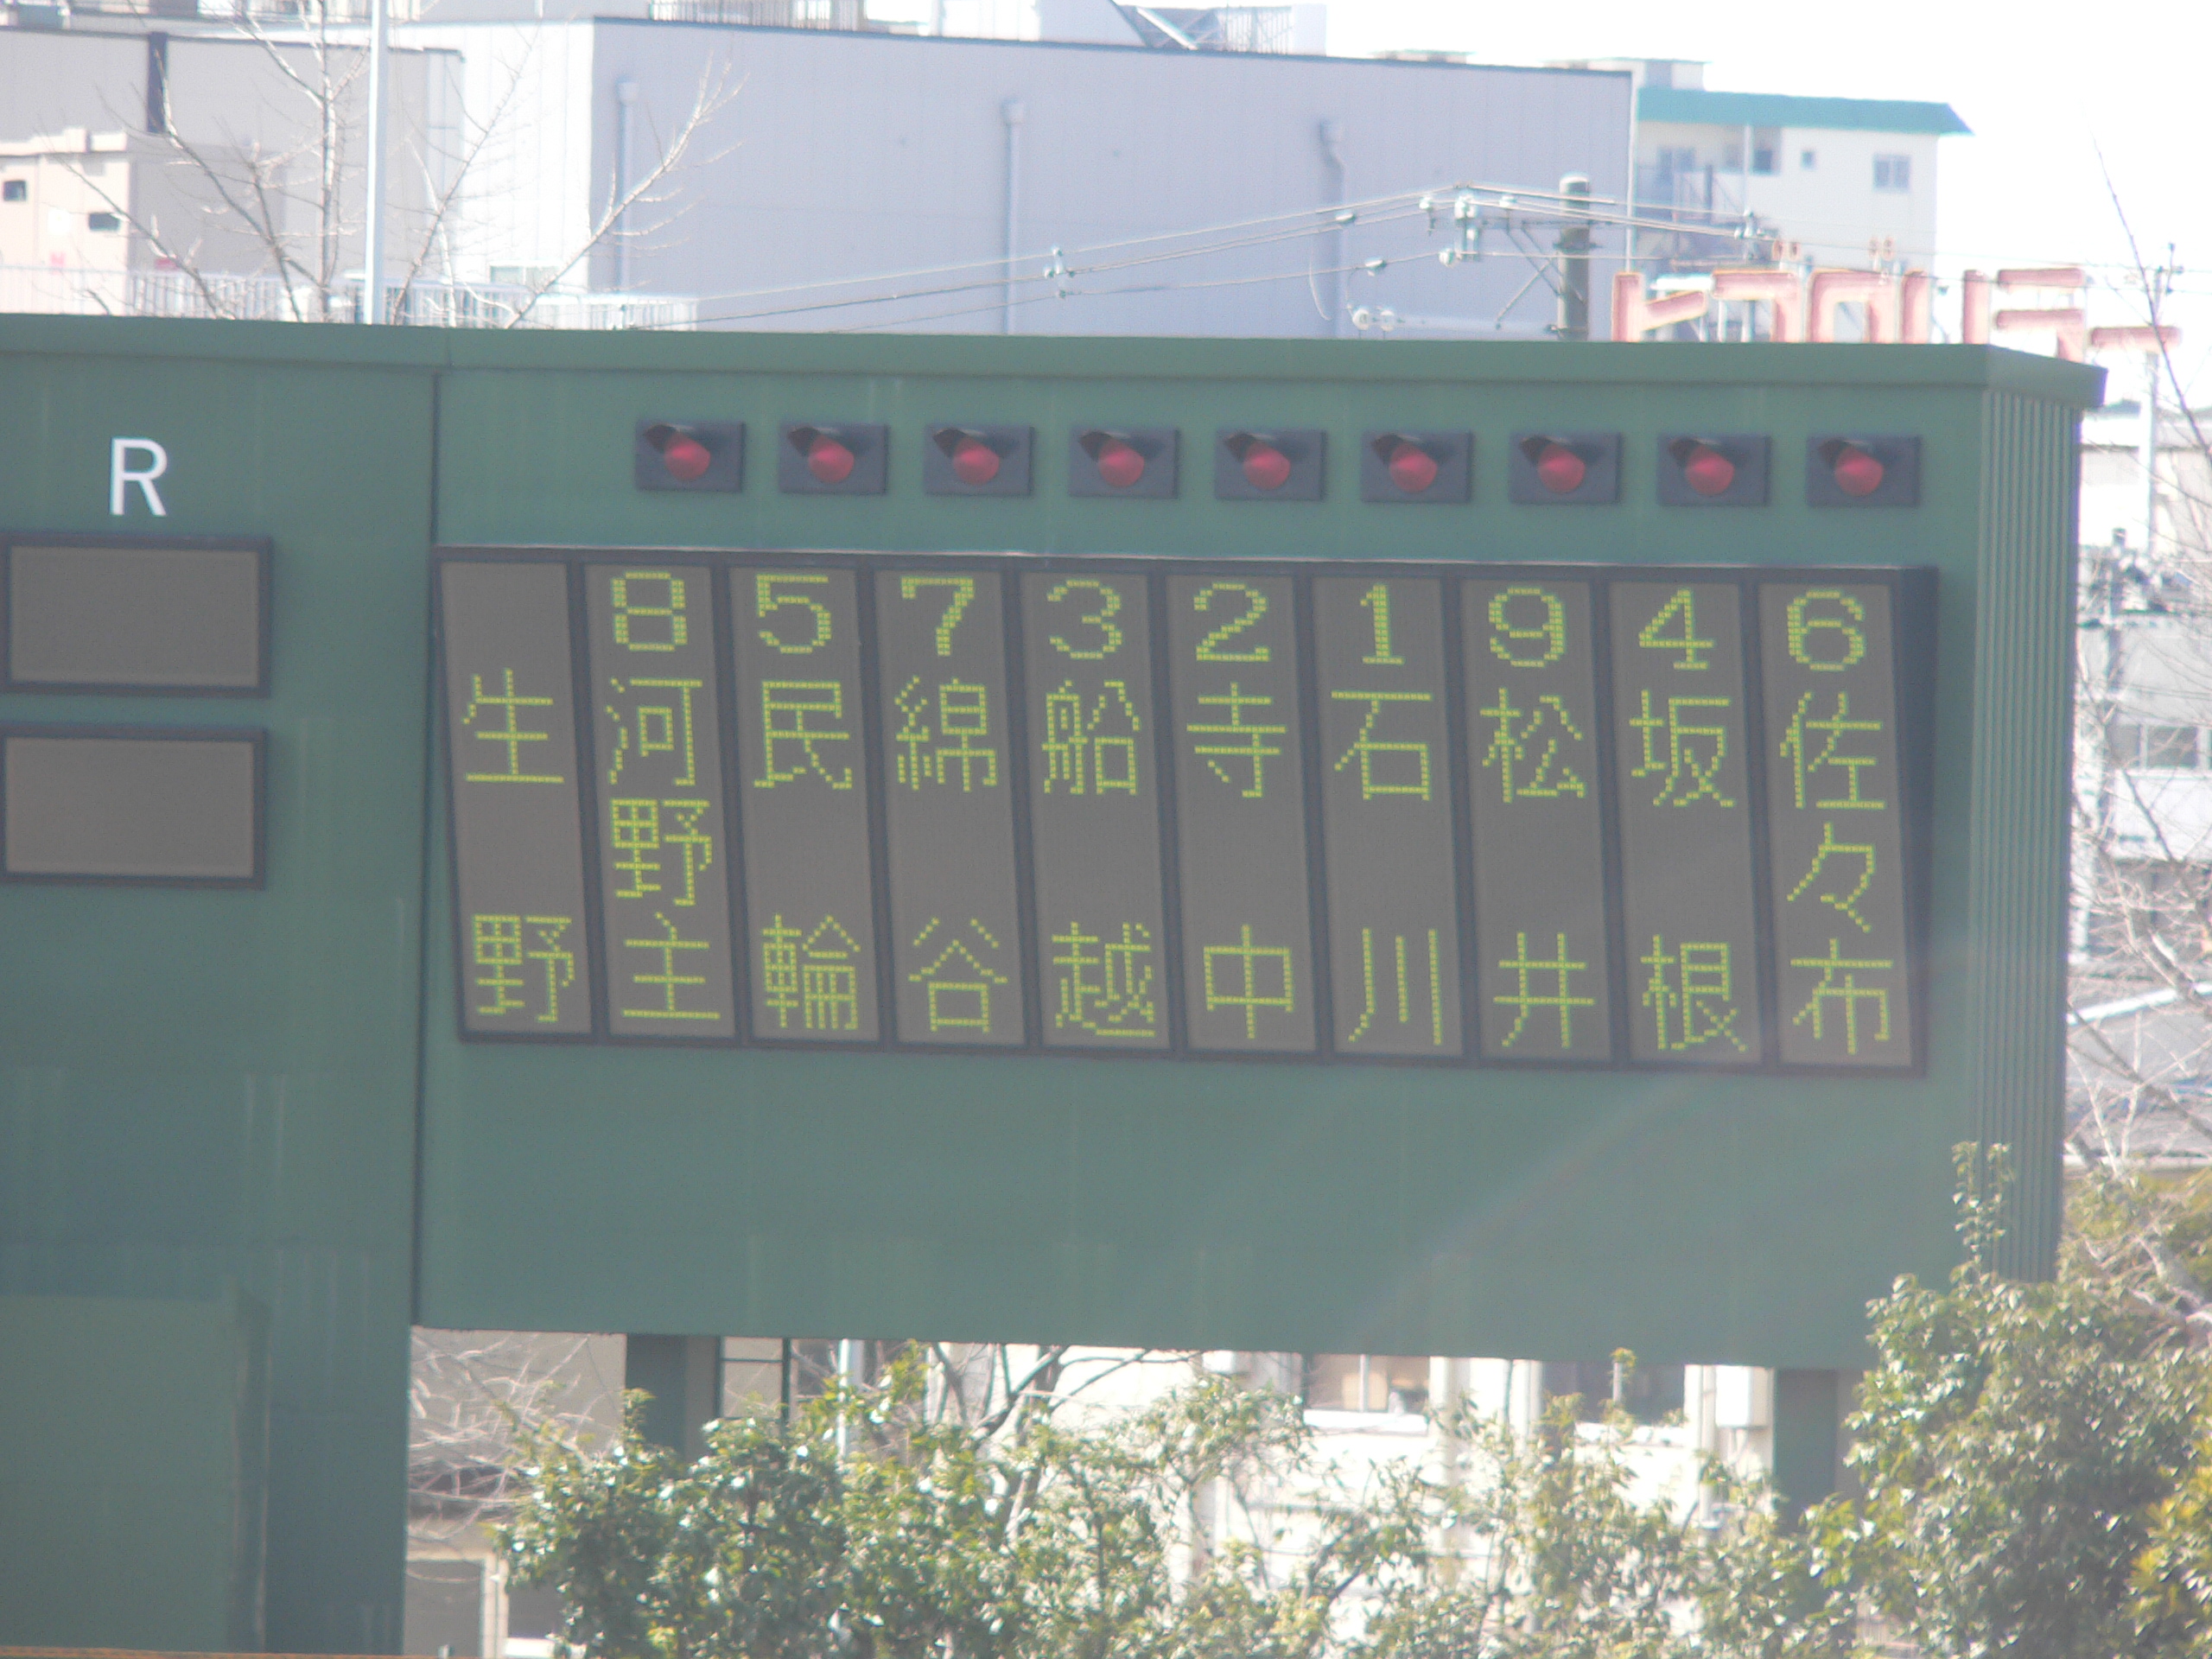 R
生野
8河野主
5民輪
7綿谷
3船越
2寺中
1石川
9松井
4坂根
6佐々布